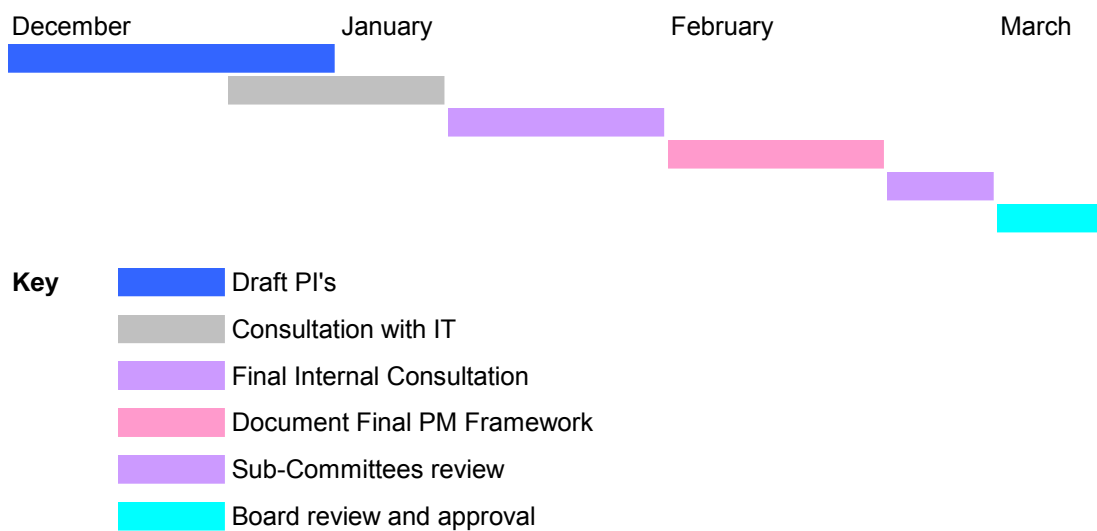 December January February March
Key
Draft PI's
Consultation with IT
Final Internal Consultation
Document Final PM Framework
Sub-Committees review
Board review and approval